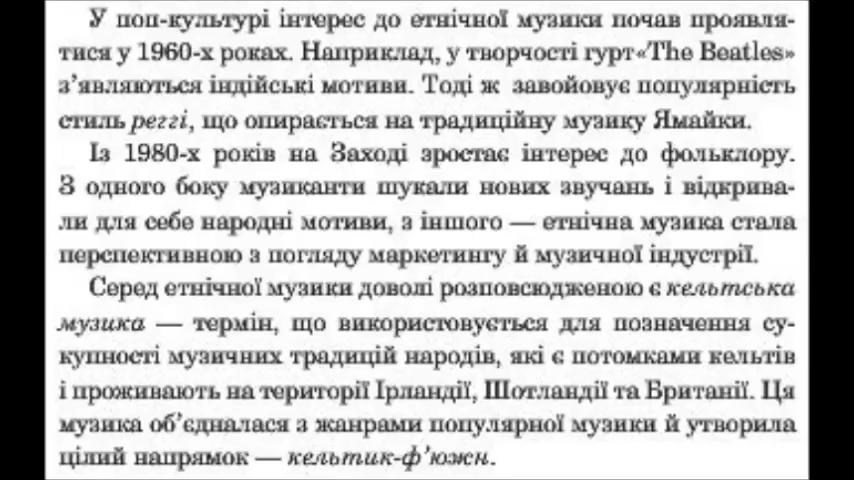 У поп-культурі інтерес до етнічної музики почав проявля-
тися у 1960-х роках. Наприклад, у творчості гурт«The Beatles»
з’являються індійські мотиви. Тоді ж завойовує популярність
стиль реггі, що опирається на традиційну музику Ямайки.
Із 1980-х років на Заході зростає інтерес до фольклору.
З одного боку музиканти шукали нових звучань і відкрива-
ли для себе народні мотиви, з іншого — етнічна музика стала
перспективною з погляду маркетингу й музичної індустрії.
Серед етнічної музики доволі розповсюдженою є кельтська
музика — термін, що використовується для позначення су-
купності музичних традицій народів, які є потомками кельтів
і проживають на території Ірландії, Шотландії та Британії. Ця
музика об’єдналася з жанрами популярної музики й утворила
цілий напрямок — кельтик-ф’южн.